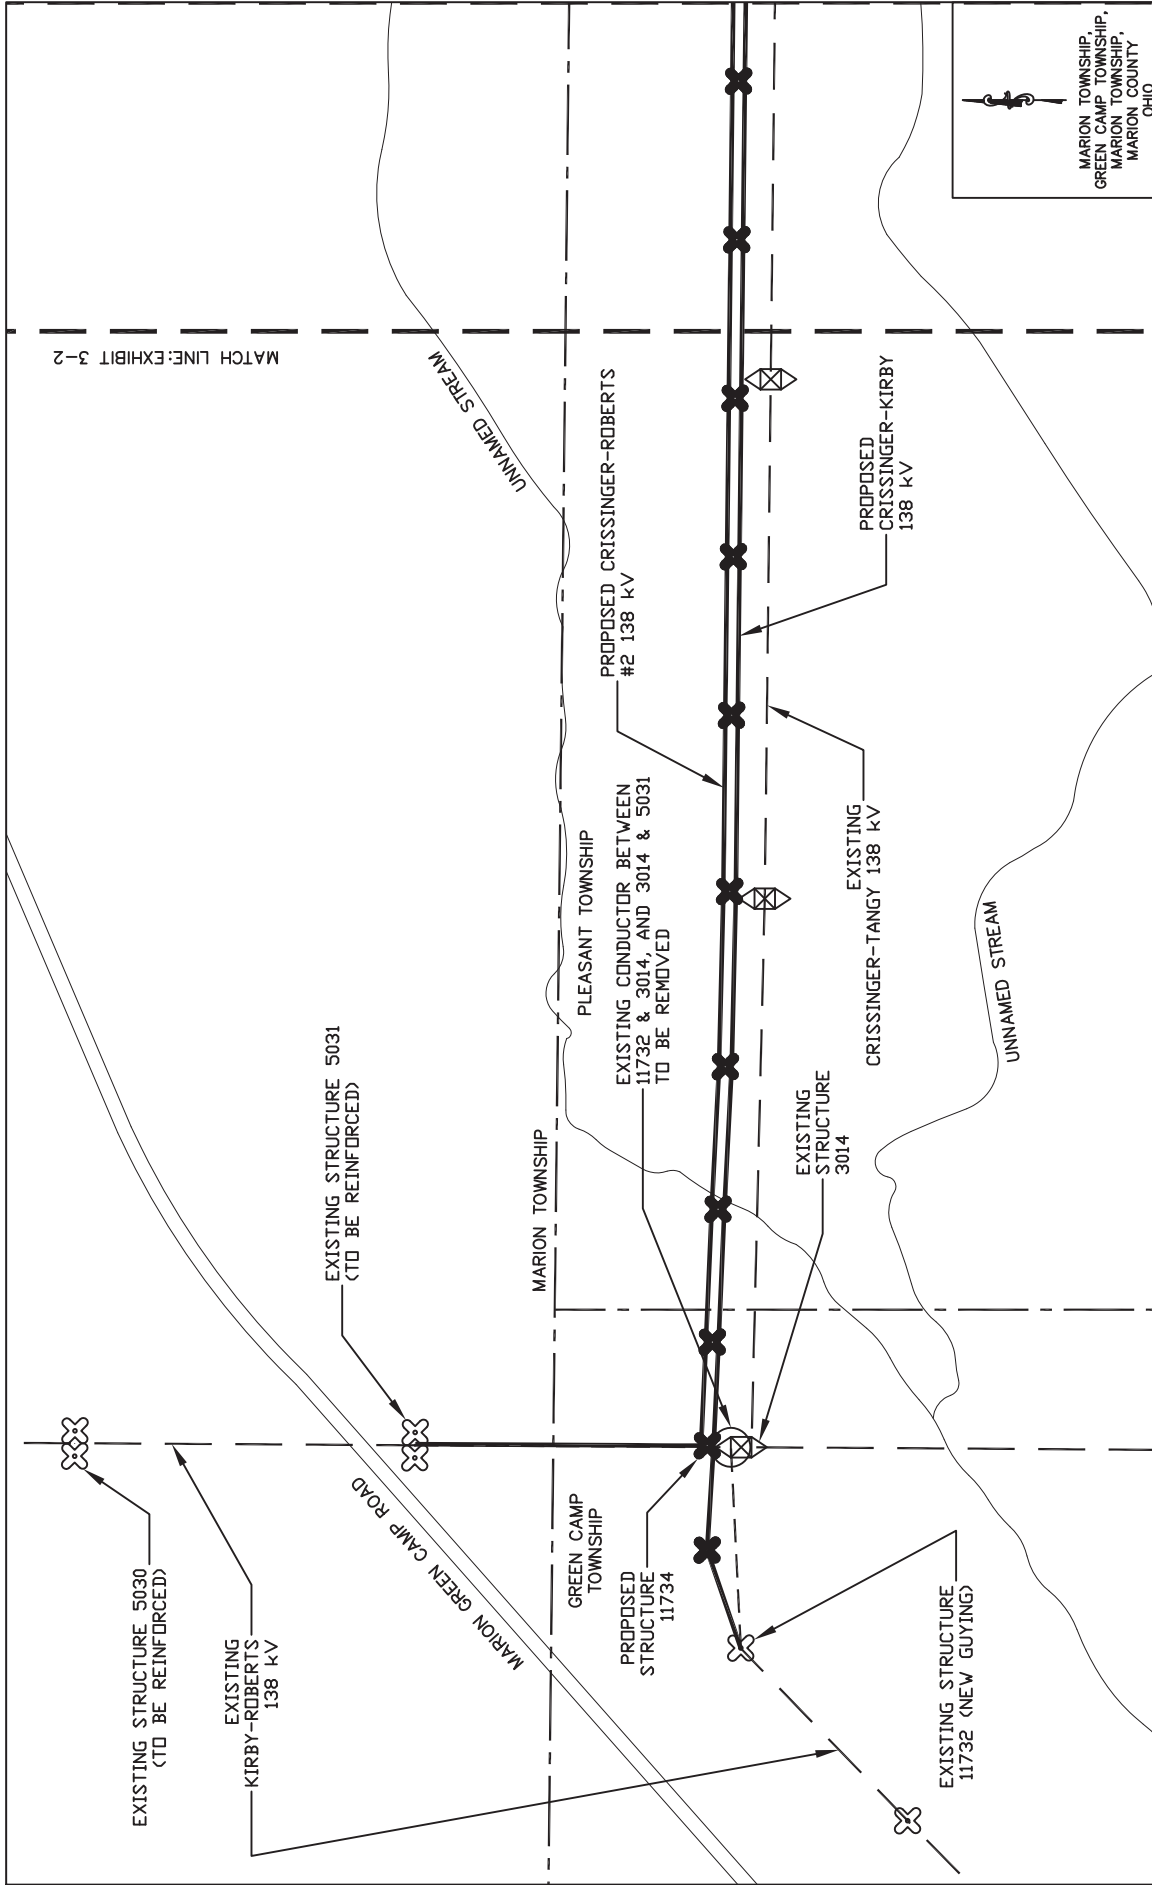 EXISTING STRUCTURE 5030
(TO BE REINFORCED)
EXISTING
KIRBY-ROBERTS
138 kV
MARION GREEN CAMP ROAD
EXISTING STRUCTURE 5031
(TO BE REINFORCED)
MATCH LINE:EXHIBIT 3-2
UNNAMED STREAM
MARION TOWNSHIP
PLEASANT TOWNSHIP
GREEN CAMP
TOWNSHIP
PROPOSED
STRUCTURE
11734
EXISTING CONDUCTOR BETWEEN
11732 & 3014, AND 3014 & 5031
TO BE REMOVED
PROPOSED CRISSINGER-ROBERTS
#2 138 kV
EXISTING
STRUCTURE
3014
EXISTING
CRISSINGER-TANGY 138 kV
PROPOSED
CRISSINGER-KIRBY
138 kV
EXISTING STRUCTURE
11732 (NEW GUYING)
UNNAMED STREAM
MARION TOWNSHIP,
GREEN CAMP TOWNSHIP,
MARION TOWNSHIP,
MARION COUNTY
OHIO